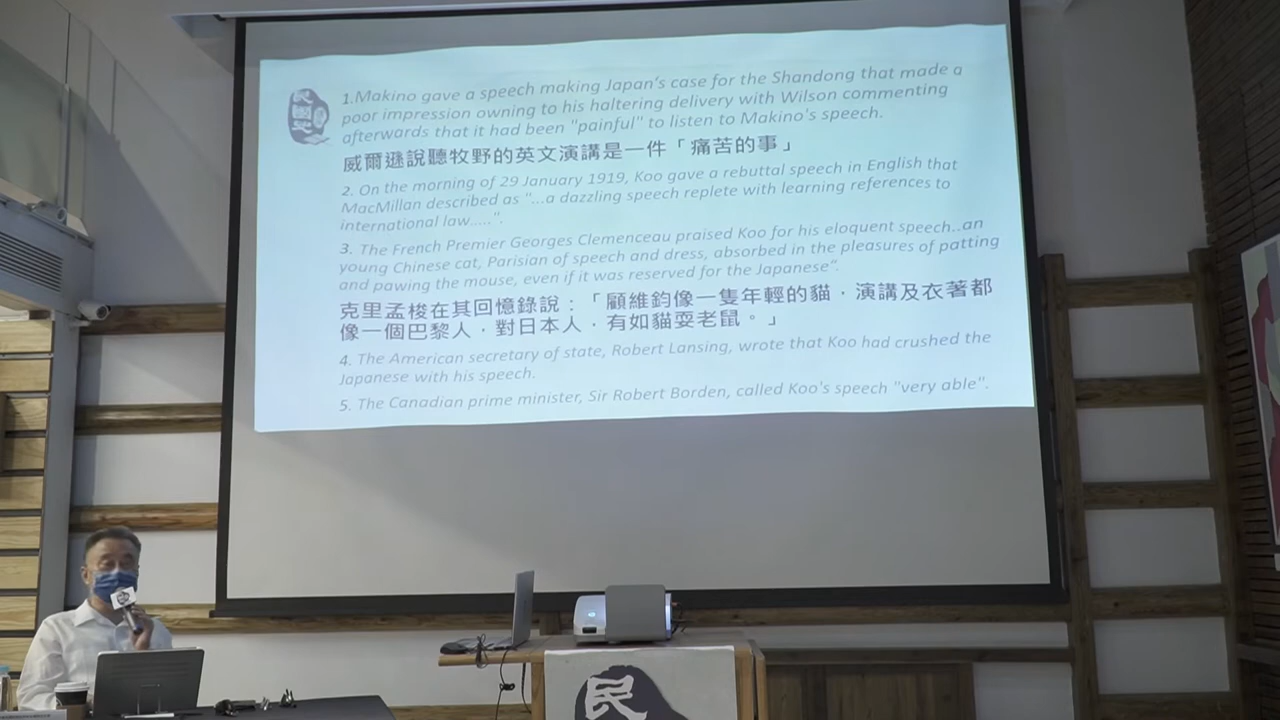 1.Makino gave a speech making Japan's case for the Shandong that made a
poor impression owning to his haltering delivery with Wilson commenting
afterwards that it had been "painful" to listen to Makino's speech.
威爾遜說聽牧野的英文演講是一件「痛苦的事」
2. On the morning of 29 January 1919, Koo gave a rebuttal speech in English that
MacMillan described as "...a dazzling speech replete with learning references to
international law.....".
3. The French Premier Georges Clemenceau praised Koo for his eloquent speech..an
young Chinese cat, Parisian of speech and dress, absorbed in the pleasures of patting
and pawing the mouse, even if it was reserved for the Japanese".
克里孟梭在其回憶錄說：「顧維鈞像一隻年輕的貓．演講及衣著都
像一個巴黎人．對日本人．有如貓耍老鼠。」
4. The American secretary of state, Robert Lansing, wrote that Koo had crushed the
Japanese with his speech.
5. The Canadian prime minister, Sir Robert Borden, called Koo's speech "very able".
民